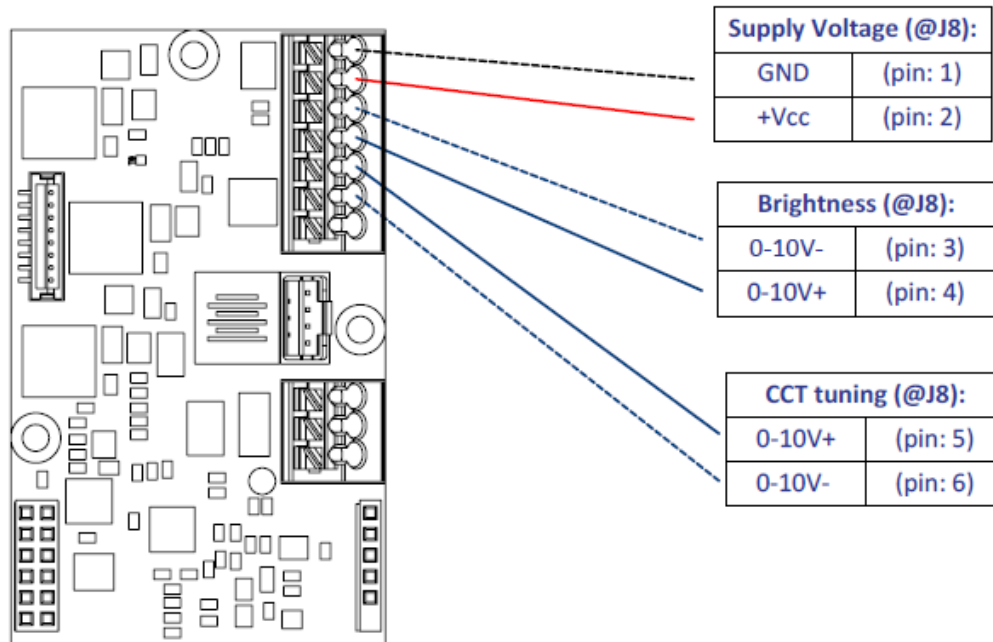 Supply Voltage (@J8):
GND (pin: 1)
+Vcc (pin: 2)
Brightness (@J8):
0-10V- (pin: 3)
0-10V+ (pin: 4)
CCT tuning (@J8):
0-10V+ (pin: 5)
0-10V- (pin: 6)